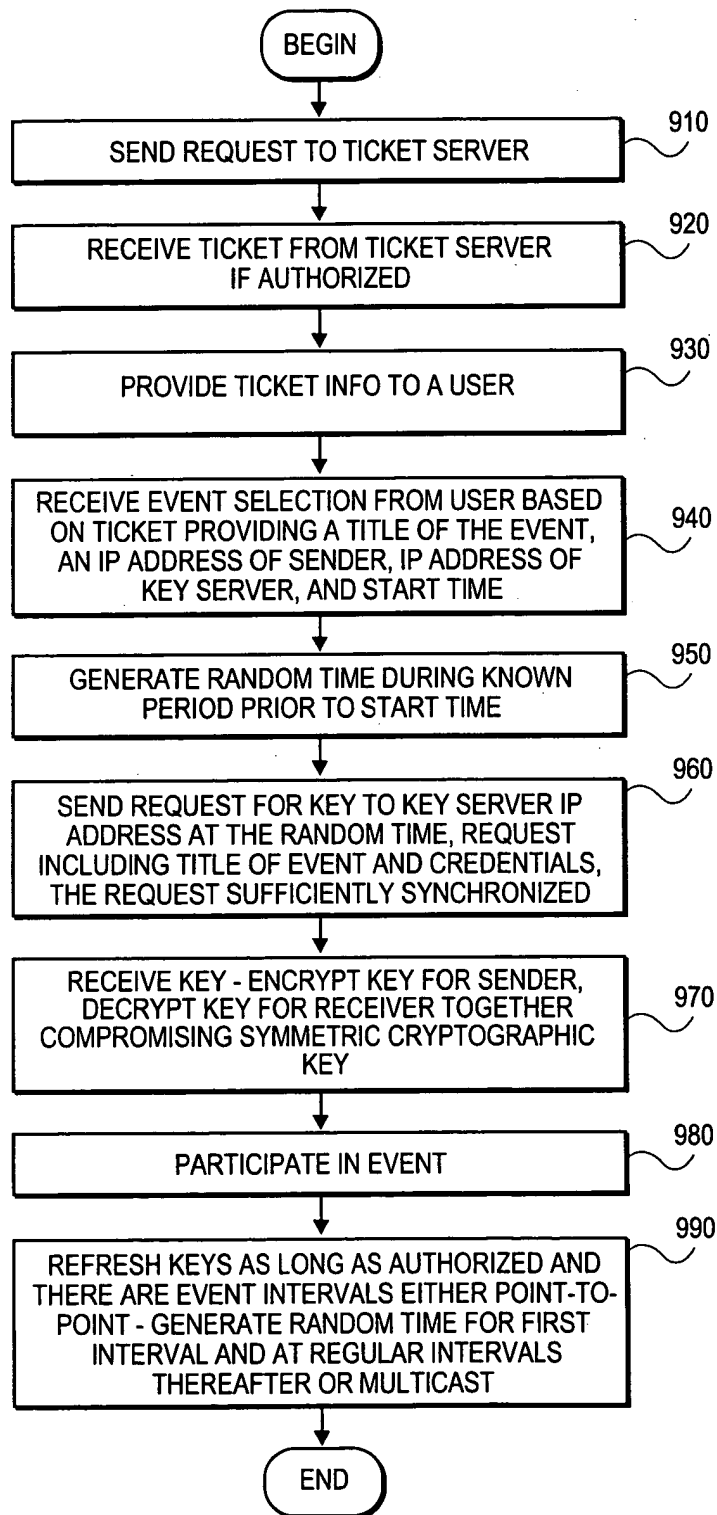 BEGIN
910
SEND REQUEST TO TICKET SERVER
920
RECEIVE TICKET FROM TICKET SERVER
IF AUTHORIZED
930
PROVIDE TICKET INFO TO A USER
RECEIVE EVENT SELECTION FROM USER BASED
ON TICKET PROVIDING A TITLE OF THE EVENT,
AN IP ADDRESS OF SENDER, IP ADDRESS OF
KEY SERVER, AND START TIME
940
GENERATE RANDOM TIME DURING KNOWN
PERIOD PRIOR TO START TIME
950
960
SEND REQUEST FOR KEY TO KEY SERVER IP
ADDRESS AT THE RANDOM TIME, REQUEST
INCLUDING TITLE OF EVENT AND CREDENTIALS,
THE REQUEST SUFFICIENTLY SYNCHRONIZED
RECEIVE KEY - ENCRYPT KEY FOR SENDER,
DECRYPT KEY FOR RECEIVER TOGETHER
COMPROMISING SYMMETRIC CRYPTOGRAPHIC
KEY
970
980
PARTICIPATE IN EVENT
990
REFRESH KEYS AS LONG AS AUTHORIZED AND
THERE ARE EVENT INTERVALS EITHER POINT-TO-
POINT - GENERATE RANDOM TIME FOR FIRST
INTERVAL AND AT REGULAR INTERVALS
THEREAFTER OR MULTICAST
END